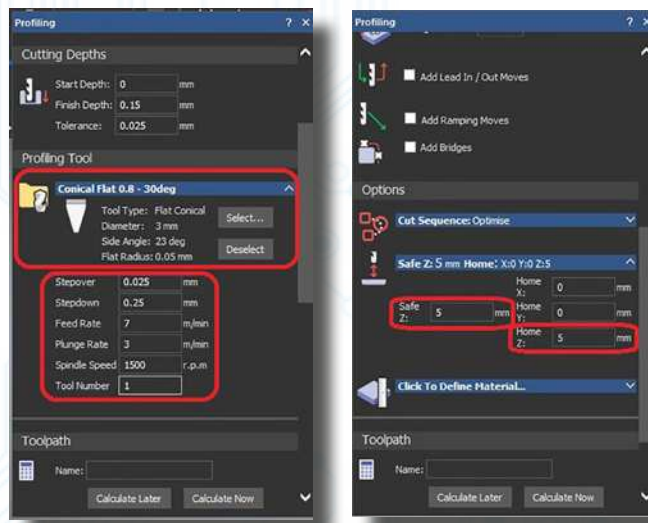 Profiling ? ×
Cutting Depths
Start Depth: 0 mm
Finish Depth: 0.15 mm
Tolerance: 0.025 mm
Profiling Tool
Conical Flat 0.8 - 30deg
Tool Type: Flat Conical
Diameter: 3 mm
Side Angle: 23 deg
Flat Radius: 0.05 mm
Select...
Deselect
Stepover 0.025 mm
Stepdown 0.25 mm
Feed Rate 7 m/min
Plunge Rate 3 m/min
Spindle Speed 1500 r.p.m
Tool Number 1
Toolpath
Name:
Calculate Later Calculate Now
Profiling ? ×
Add Lead In / Out Moves
Add Ramping Moves
Add Bridges
Options
Cut Sequence: Optimise
Safe Z: 5 mm Home: X:0 Y:0 Z:5
Home X: 0 mm
Safe Z: 5 mm
Home Y: 0 mm
Home Z: 5 mm
Click To Define Material...
Toolpath
Name:
Calculate Later Calculate Now